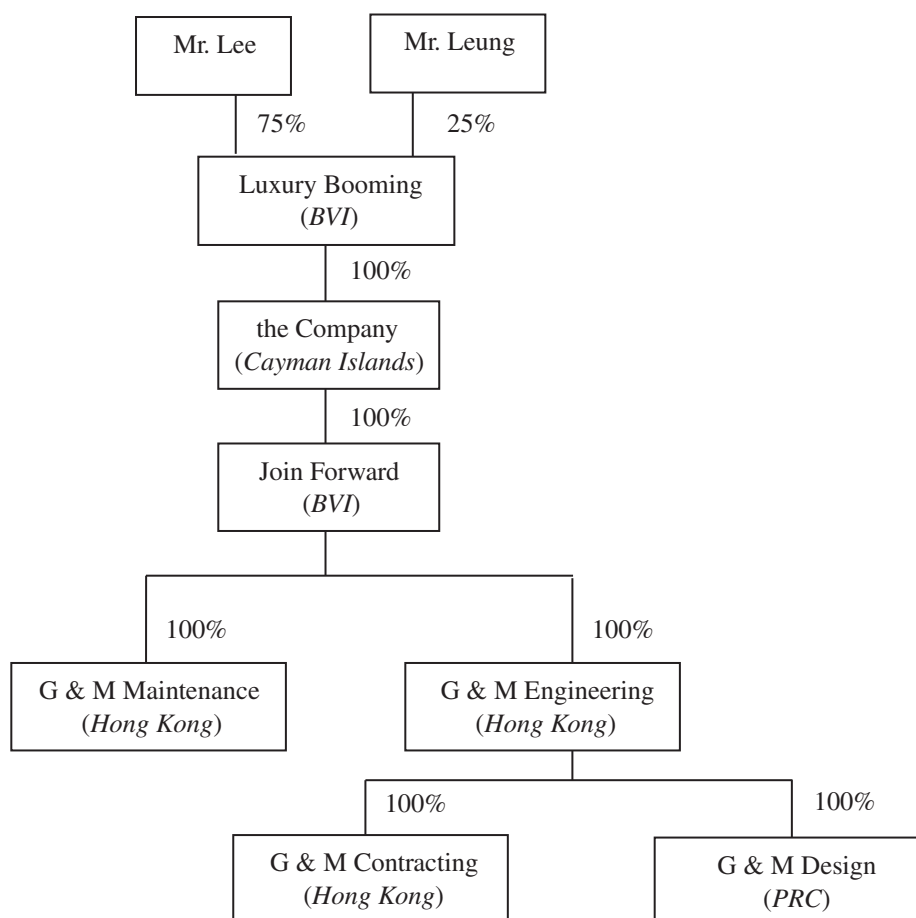 Mr. Lee
Mr. Leung
75%
25%
Luxury Booming
(BVI)
100%
the Company
(Cayman Islands)
100%
Join Forward
(BVI)
100%
100%
G & M Maintenance
(Hong Kong)
G & M Engineering
(Hong Kong)
100%
100%
G & M Contracting
(Hong Kong)
G & M Design
(PRC)